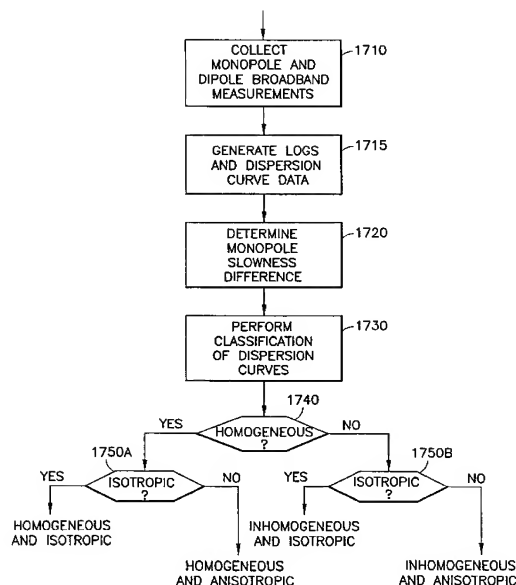 COLLECT
MONOPOLE AND
DIPOLE BROADBAND
MEASUREMENTS
1710
GENERATE LOGS
AND DISPERSION
CURVE DATA
1715
DETERMINE
MONOPOLE
SLOWNESS
DIFFERENCE
1720
PERFORM
CLASSIFICATION
OF DISPERSION
CURVES
1730
1740
YES
HOMOGENEOUS
?
NO
1750A
1750B
YES
ISOTROPIC
?
NO
YES
ISOTROPIC
?
NO
HOMOGENEOUS
AND ISOTROPIC
INHOMOGENEOUS
AND ISOTROPIC
HOMOGENEOUS
AND ANISOTROPIC
INHOMOGENEOUS
AND ANISOTROPIC